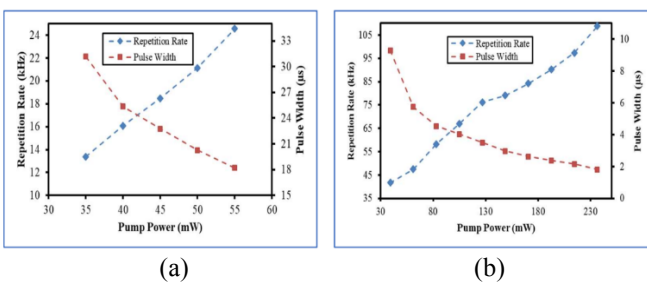 24
22
20
18
16
14
12
10
Repetition Rate (kHz)
Repetition Rate
Pulse Width
33
30
27
24
21
18
15
Pulse Width (µs)
30 35 40 45 50 55 60
Pump Power (mW)
(a)
105
95
85
75
65
55
45
35
Repetition Rate (kHz)
Repetition Rate
Pulse Width
10
8
6
4
2
0
Pulse Width (µs)
30 80 130 180 230
Pump Power (mW)
(b)